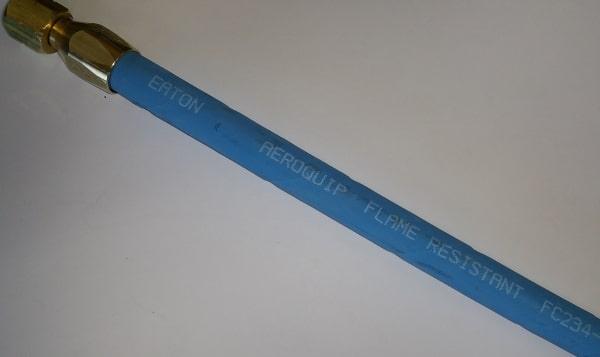 EATON AEROQUIP FLAME RESISTANT FC234-